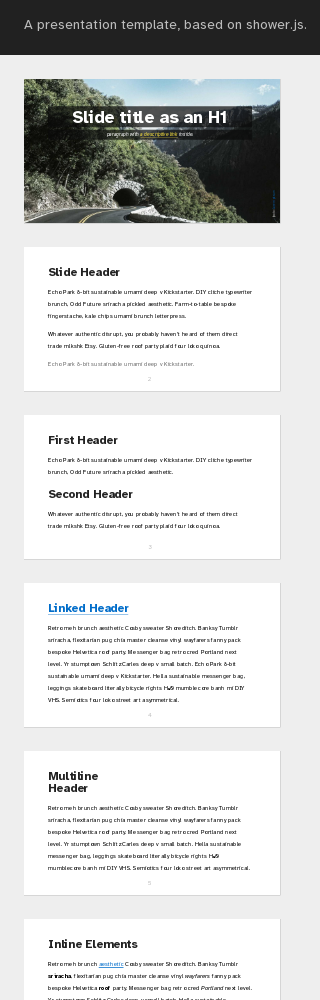 A presentation template, based on shower.js.
Slide title as an H1
paragraph with a descriptive link inside.
Slide Header
Echo Park 8-bit sustainable umami deep v Kickstarter. DIY cliche typewriter
brunch. Odd Future sriracha pickled aesthetic. Farm-to-table bespoke
fingerstache, kale chips umami brunch letterpress.
Whatever authentic disrupt, you probably haven't heard of them direct
trade mlkshk Etsy. Gluten-free roof party plaid four loko quinoa.
Echo Park 8-bit sustainable umami deep v Kickstarter.
2
First Header
Echo Park 8-bit sustainable umami deep v Kickstarter. DIY cliche typewriter
brunch. Odd Future sriracha pickled aesthetic.
Second Header
Whatever authentic disrupt, you probably haven't heard of them direct
trade mlkshk Etsy. Gluten-free roof party plaid four loko quinoa.
3
Linked Header
Retro meh brunch aesthetic Cosby sweater Shoreditch. Banksy Tumblr
sriracha, flexitarian pug chia master cleanse vinyl wayfarers fanny pack
bespoke Helvetica roof party. Messenger bag retro cred Portland next
level. Yr stumptown Schlitz Carles deep v small batch. Echo Park 8-bit
sustainable umami deep v Kickstarter. Hella sustainable messenger bag,
leggings skateboard literally bicycle rights H₂O mumblecore banh mi DIY
VHS. Semiotics four loko street art asymmetrical.
4
Multiline
Header
Retro meh brunch aesthetic Cosby sweater Shoreditch. Banksy Tumblr
sriracha, flexitarian pug chia master cleanse vinyl wayfarers fanny pack
bespoke Helvetica roof party. Messenger bag retro cred Portland next
level. Yr stumptown Schlitz Carles deep v small batch. Hella sustainable
messenger bag, leggings skateboard literally bicycle rights H₂O
mumblecore banh mi DIY VHS. Semiotics four loko street art asymmetrical.
5
Inline Elements
Retro meh brunch aesthetic Cosby sweater Shoreditch. Banksy Tumblr
sriracha, flexitarian pug chia master cleanse vinyl wayfarers fanny pack
bespoke Helvetica roof party. Messenger bag retro cred Portland next